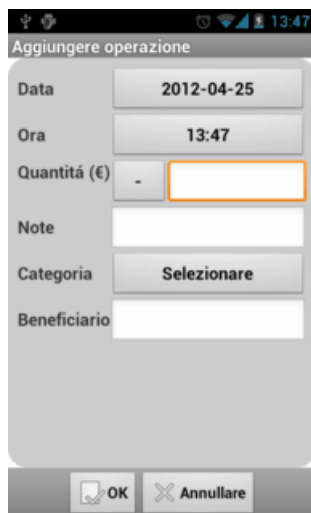 13:47
Aggiungere operazione
Data 2012-04-25
Ora 13:47
Quantitá (€) -
Note
Categoria Selezionare
Beneficiario
OK Annullare